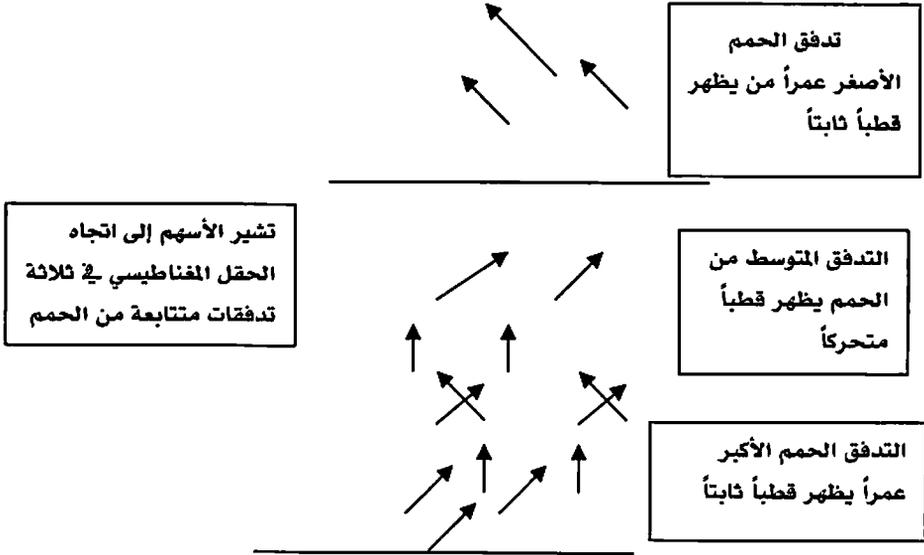 تدفق الحمم
الأصغر عمراً من يظهر
قطباً ثابتاً
تشير الأسهم إلى اتجاه
الحقل المغناطيسي في ثلاثة
تدفقات متتابعة من الحمم
التدفق المتوسط من
الحمم يظهر قطباً
متحركاً
التدفق الحمم الأكبر
عمراً يظهر قطباً ثابتاً